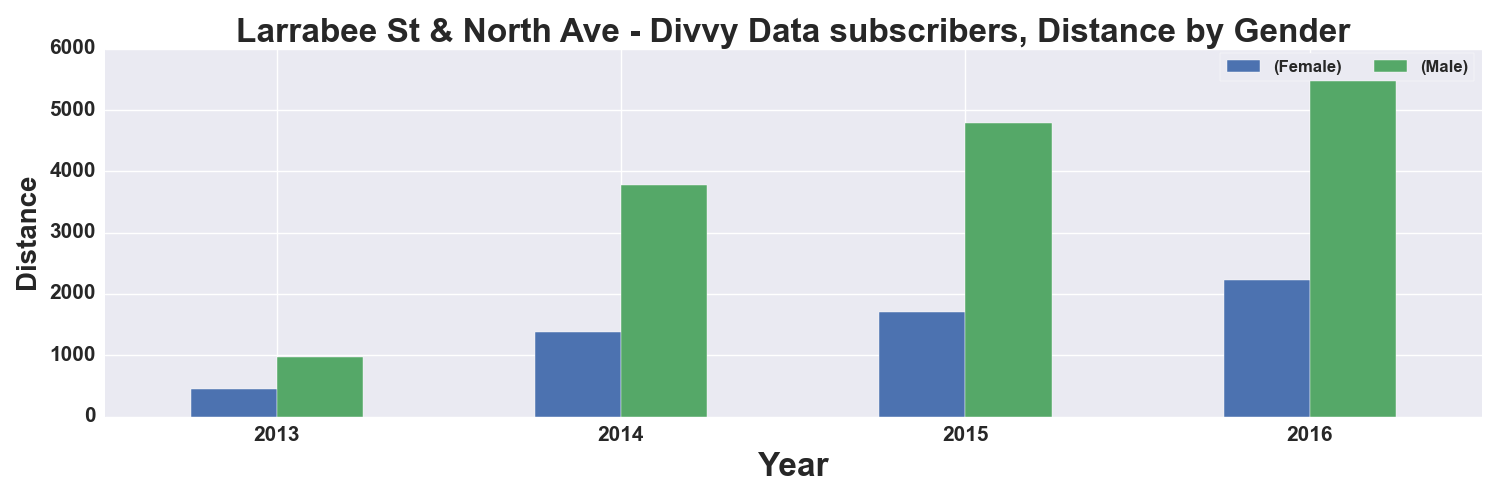 Larrabee St & North Ave - Divvy Data subscribers, Distance by Gender
(Female) (Male)
Distance
6000
5000
4000
3000
2000
1000
0
2013 2014 2015 2016
Year